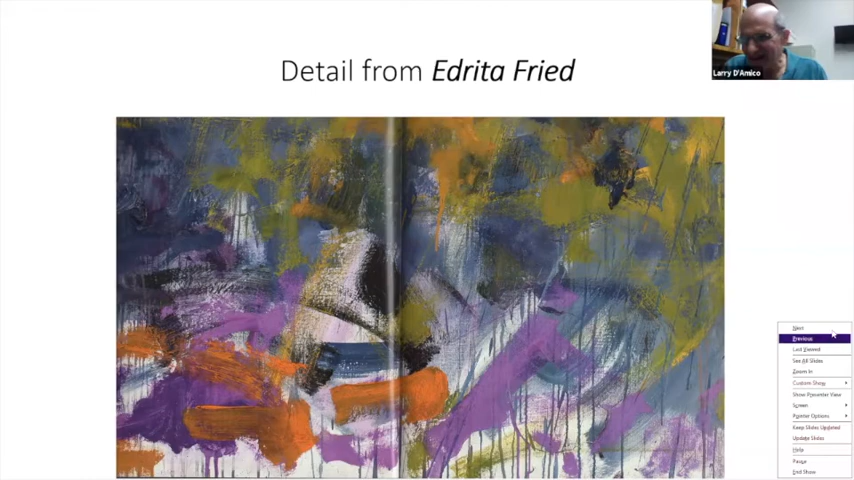 Detail from Edrita Fried
Larry D'Amico
Next
Previous
Last Viewed
See All Slides
Zoom In
Custom Show
Show Presenter View
Screen
Pointer Options
Keep Slides Updated
Update Slides
Help
Pause
End Show